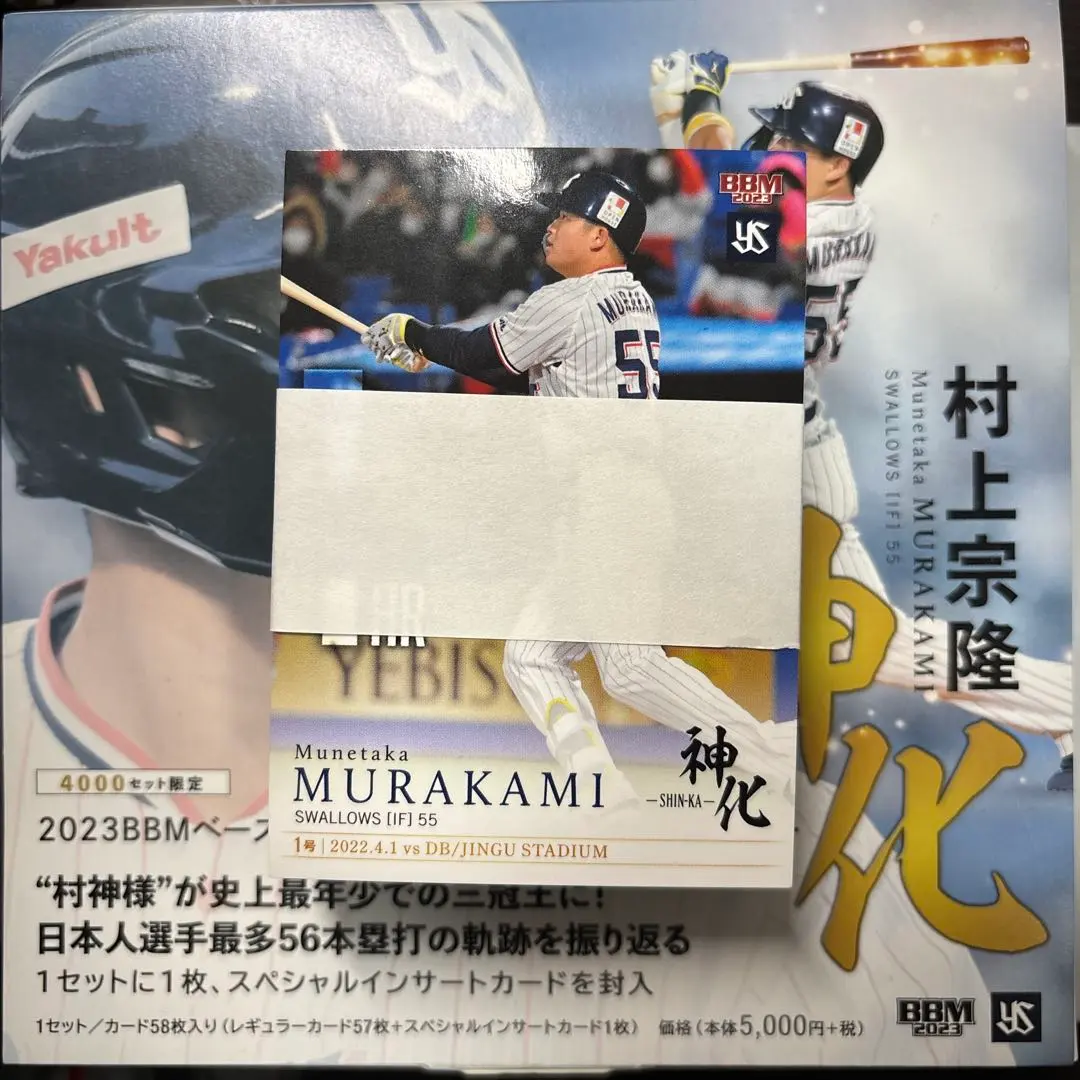 Yakult
BBM
2023
YS
MURAKAMI
55
MURAKA
55
村上宗隆
Munetaka MURAKAMI
SWALLOWS [IF] 55
HR
YEBIS
Munetaka
MURAKAMI
SWALLOWS [IF] 55
神化
-SHIN-KA-
1号 | 2022.4.1 vs DB/JINGU STADIUM
神化
4000セット限定
2023BBMベース
“村神様”が史上最年少での三冠王に!
日本人選手最多56本塁打の軌跡を振り返る
1セットに1枚、スペシャルインサートカードを封入
1セット/カード58枚入り(レギュラーカード57枚+スペシャルインサートカード1枚) 価格(本体5,000円+税)
BBM
2023
YS